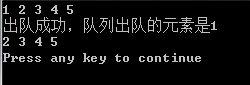 1 2 3 4 5
出队成功，队列出队的元素是1
2 3 4 5
Press any key to continue